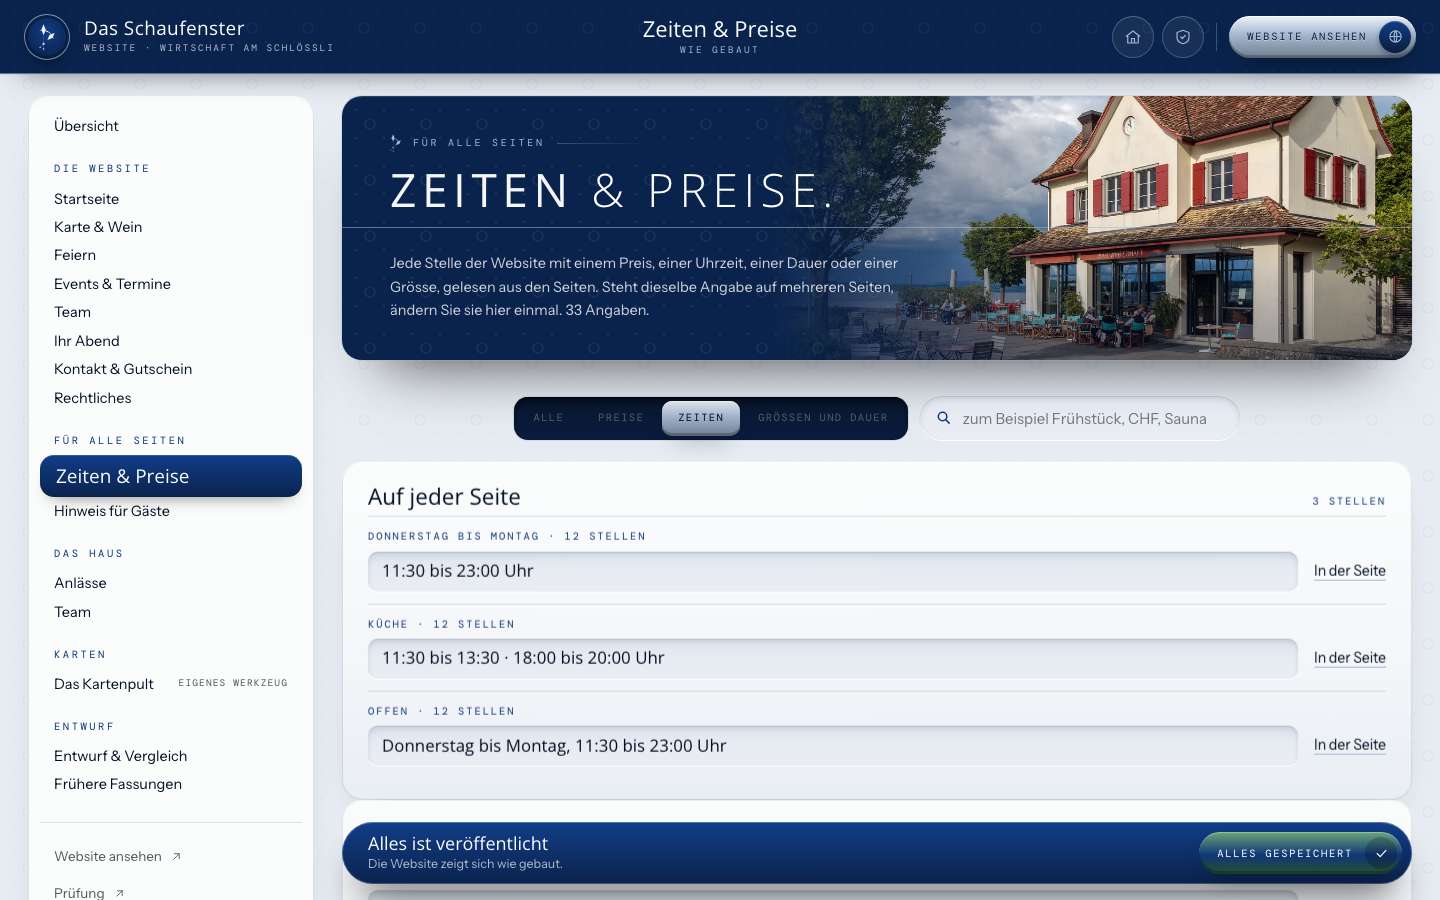 Das Schaufenster
WEBSITE · WIRTSCHAFT AM SCHLÖSSLI
Zeiten & Preise
WIE GEBAUT
WEBSITE ANSEHEN
Übersicht
DIE WEBSITE
Startseite
Karte & Wein
Feiern
Events & Termine
Team
Ihr Abend
Kontakt & Gutschein
Rechtliches
FÜR ALLE SEITEN
Zeiten & Preise
Hinweis für Gäste
DAS HAUS
Anlässe
Team
KARTEN
Das Kartenpult EIGENES WERKZEUG
ENTWURF
Entwurf & Vergleich
Frühere Fassungen
Website ansehen
Prüfung
FÜR ALLE SEITEN
ZEITEN & PREISE.
Jede Stelle der Website mit einem Preis, einer Uhrzeit, einer Dauer oder einer
Grösse, gelesen aus den Seiten. Steht dieselbe Angabe auf mehreren Seiten,
ändern Sie sie hier einmal. 33 Angaben.
ALLE PREISE ZEITEN GRÖSSEN UND DAUER
zum Beispiel Frühstück, CHF, Sauna
Auf jeder Seite
3 STELLEN
DONNERSTAG BIS MONTAG · 12 STELLEN
11:30 bis 23:00 Uhr
In der Seite
KÜCHE · 12 STELLEN
11:30 bis 13:30 · 18:00 bis 20:00 Uhr
In der Seite
OFFEN · 12 STELLEN
Donnerstag bis Montag, 11:30 bis 23:00 Uhr
In der Seite
Alles ist veröffentlicht
Die Website zeigt sich wie gebaut.
ALLES GESPEICHERT